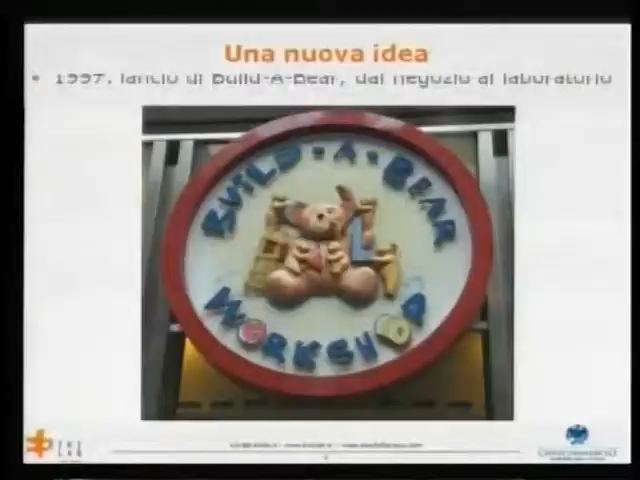 Una nuova idea
• 1997, lancio di Build-A-Bear, dal negozio al laboratorio
BUILD-A-BEAR
WORKSHOP